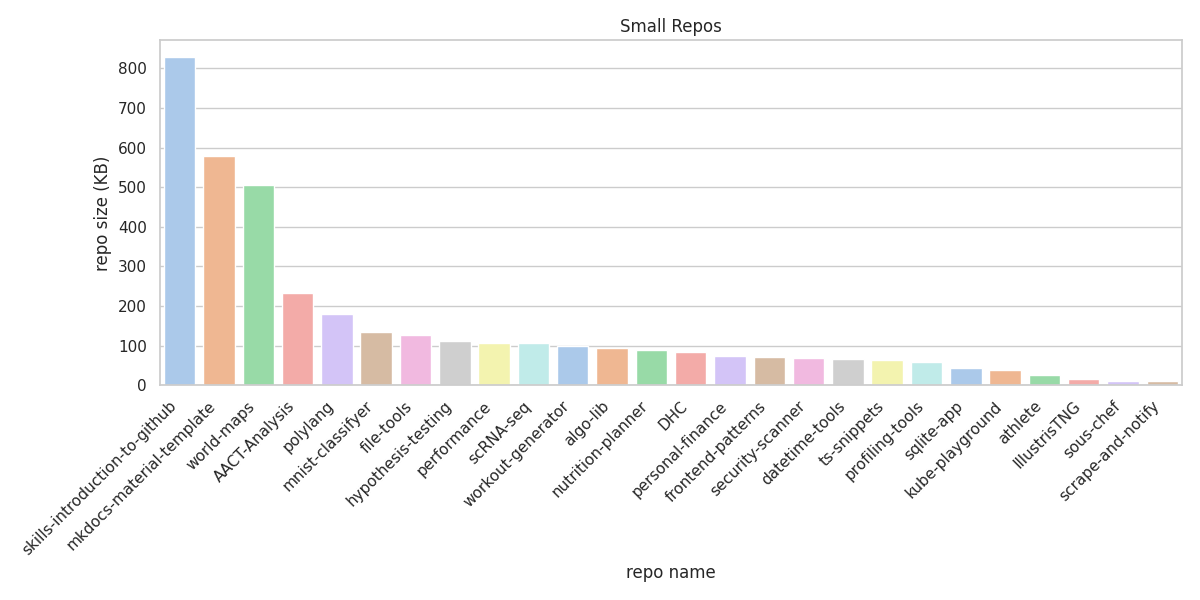 Small Repos
repo size (KB)
800
700
600
500
400
300
200
100
0
skills-introduction-to-github
mkdocs-material-template
world-maps
AACT-Analysis
polylang
mnist-classifyer
file-tools
hypothesis-testing
performance
scRNA-seq
workout-generator
algo-lib
nutrition-planner
DHC
personal-finance
frontend-patterns
security-scanner
datetime-tools
ts-snippets
profiling-tools
sqlite-app
kube-playground
athlete
IllustrisTNG
sous-chef
scrape-and-notify
repo name